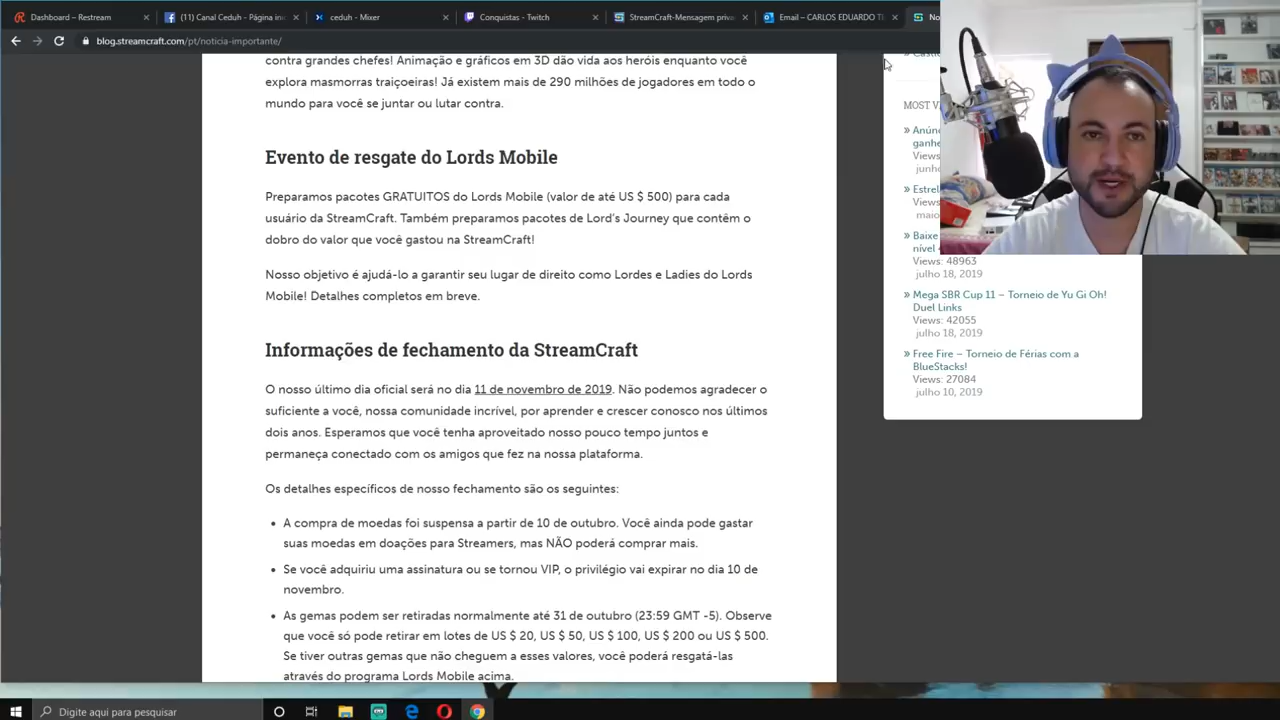 Dashboard – Restream
(11) Canal Ceduh - Página ini
ceduh - Mixer
Conquistas - Twitch
StreamCraft-Mensagem priva
Email – CARLOS EDUARDO TE
No
blog.streamcraft.com/pt/noticia-importante/
contra grandes chefes! Animação e gráficos em 3D dão vida aos heróis enquanto você
explora masmorras traiçoeiras! Já existem mais de 290 milhões de jogadores em todo o
mundo para você se juntar ou lutar contra.
Evento de resgate do Lords Mobile
Preparamos pacotes GRATUITOS do Lords Mobile (valor de até US $ 500) para cada
usuário da StreamCraft. Também preparamos pacotes de Lord's Journey que contêm o
dobro do valor que você gastou na StreamCraft!
Nosso objetivo é ajudá-lo a garantir seu lugar de direito como Lordes e Ladies do Lords
Mobile! Detalhes completos em breve.
Informações de fechamento da StreamCraft
O nosso último dia oficial será no dia 11 de novembro de 2019. Não podemos agradecer o
suficiente a você, nossa comunidade incrível, por aprender e crescer conosco nos últimos
dois anos. Esperamos que você tenha aproveitado nosso pouco tempo juntos e
permaneça conectado com os amigos que fez na nossa plataforma.
Os detalhes específicos de nosso fechamento são os seguintes:
• A compra de moedas foi suspensa a partir de 10 de outubro. Você ainda pode gastar
suas moedas em doações para Streamers, mas NÃO poderá comprar mais.
• Se você adquiriu uma assinatura ou se tornou VIP, o privilégio vai expirar no dia 10 de
novembro.
• As gemas podem ser retiradas normalmente até 31 de outubro (23:59 GMT -5). Observe
que você só pode retirar em lotes de US $ 20, US $ 50, US $ 100, US $ 200 ou US $ 500.
Se tiver outras gemas que não cheguem a esses valores, você poderá resgatá-las
através do programa Lords Mobile acima.
MOST V
» Anúnc
ganhe
Views:
junho
» Estrel
Views:
maio
» Baixe
nível
Views: 48963
julho 18, 2019
» Mega SBR Cup 11 – Torneio de Yu Gi Oh!
Duel Links
Views: 42055
julho 18, 2019
» Free Fire – Torneio de Férias com a
BlueStacks!
Views: 27084
julho 10, 2019
Digite aqui para pesquisar